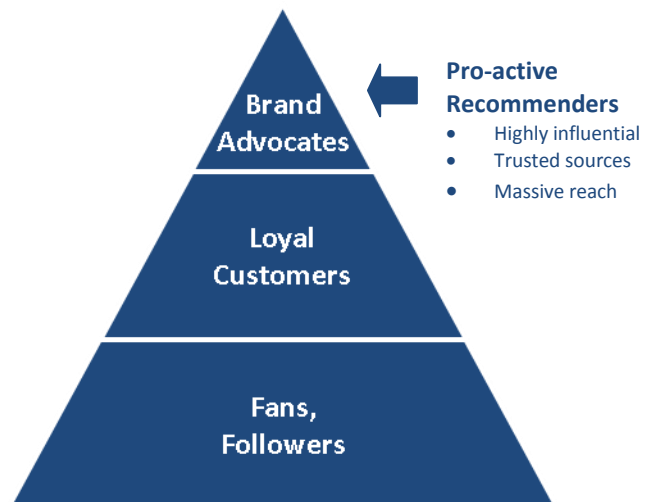 Brand
Advocates
Pro-active
Recommenders
• Highly influential
• Trusted sources
• Massive reach
Loyal
Customers
Fans,
Followers